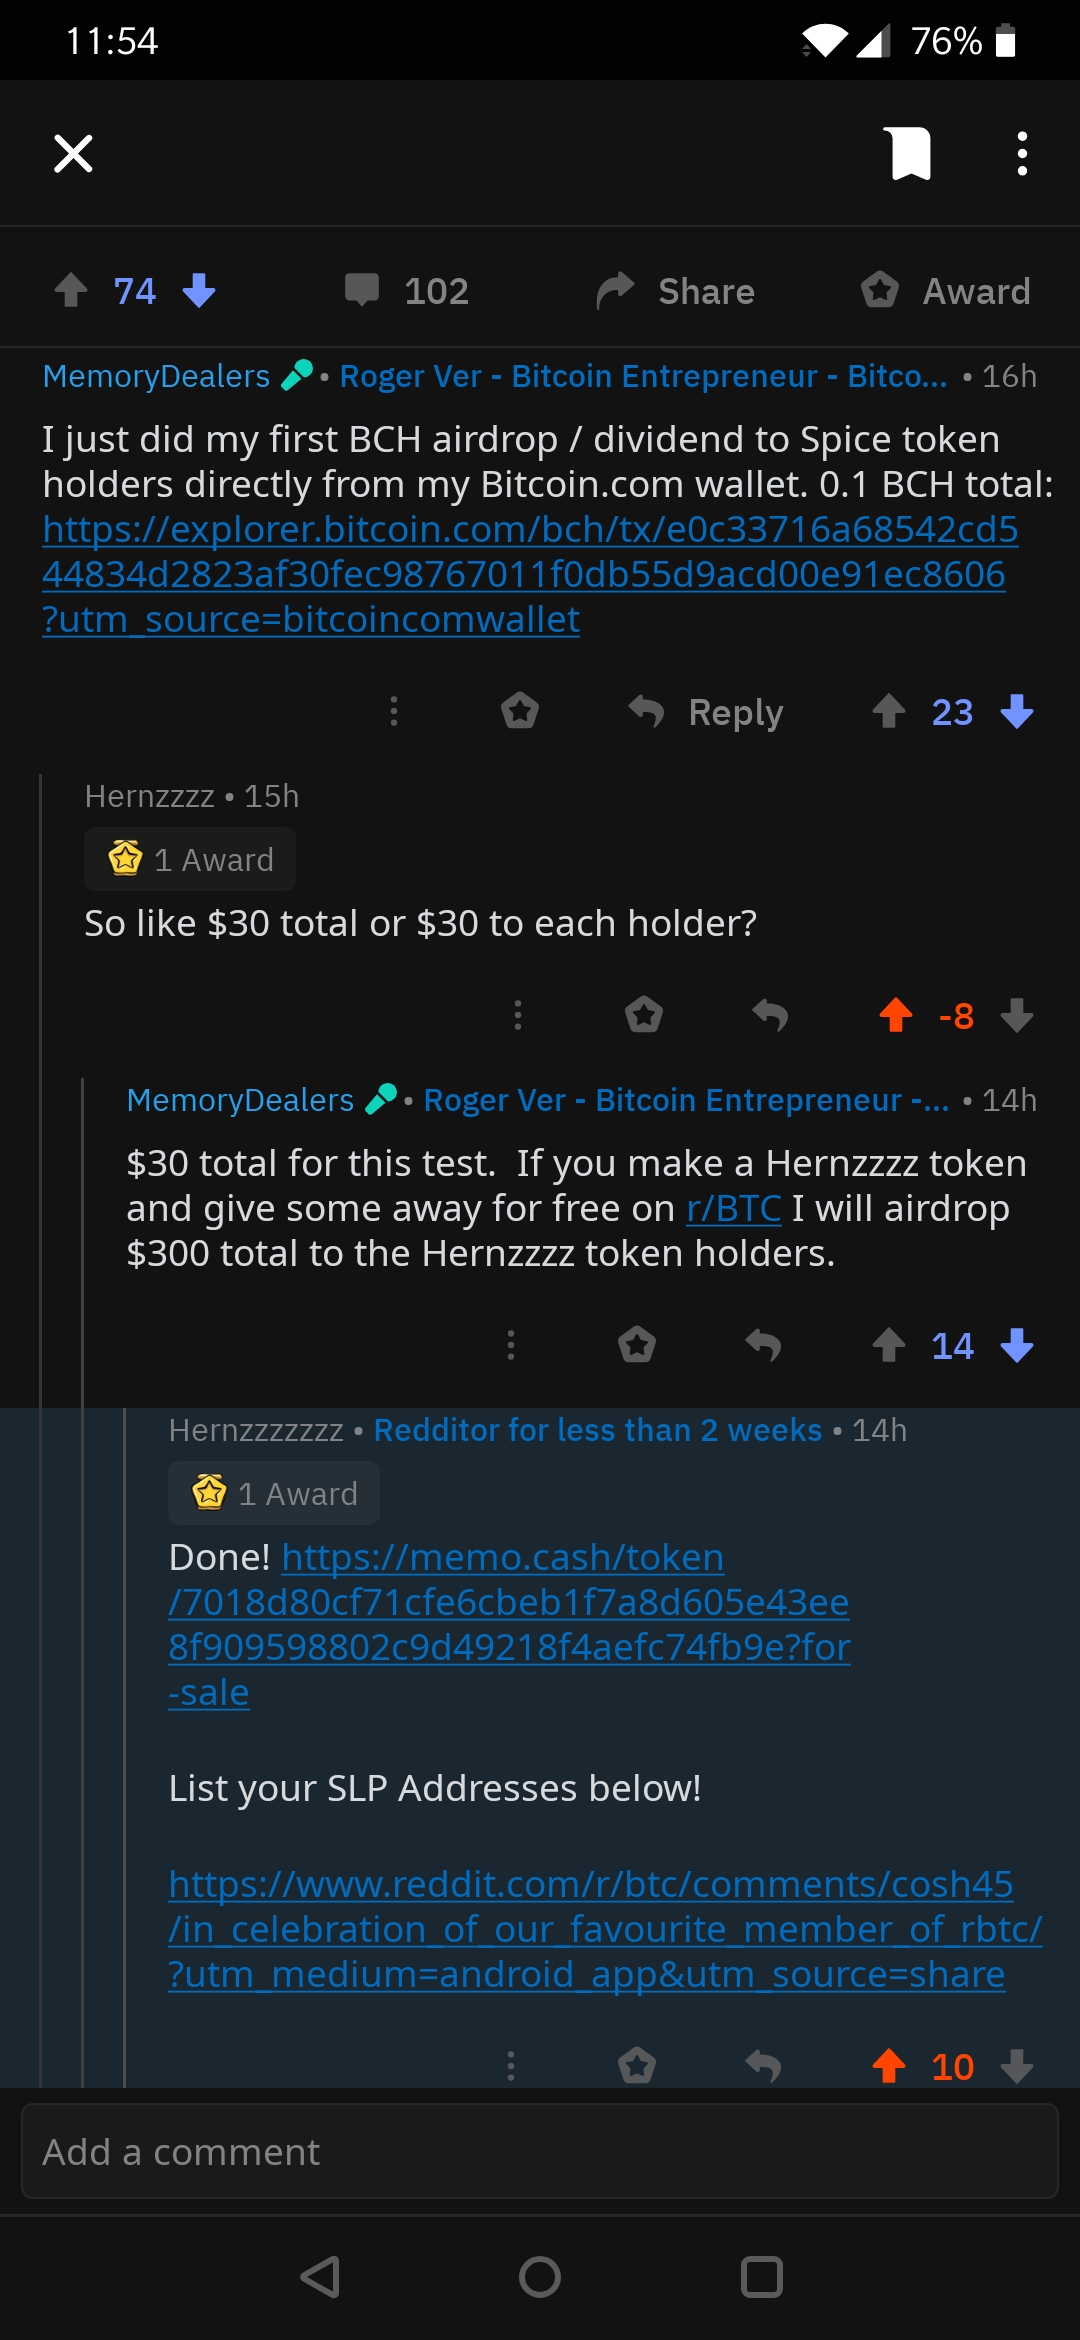 11:54 76%
74 102 Share Award
MemoryDealers • Roger Ver - Bitcoin Entrepreneur - Bitco... • 16h
I just did my first BCH airdrop / dividend to Spice token
holders directly from my Bitcoin.com wallet. 0.1 BCH total:
https://explorer.bitcoin.com/bch/tx/e0c33716a68542cd5
44834d2823af30fec98767011f0db55d9acd00e91ec8606
?utm_source=bitcoincomwallet
Reply 23
Hernzzzz • 15h
1 Award
So like $30 total or $30 to each holder?
-8
MemoryDealers • Roger Ver - Bitcoin Entrepreneur -... • 14h
$30 total for this test.  If you make a Hernzzzz token
and give some away for free on r/BTC I will airdrop
$300 total to the Hernzzzz token holders.
14
Hernzzzzzzz • Redditor for less than 2 weeks • 14h
1 Award
Done! https://memo.cash/token
/7018d80cf71cfe6cbeb1f7a8d605e43ee
8f909598802c9d49218f4aefc74fb9e?for
-sale
List your SLP Addresses below!
https://www.reddit.com/r/btc/comments/cosh45
/in_celebration_of_our_favourite_member_of_rbtc/
?utm_medium=android_app&utm_source=share
10
Add a comment